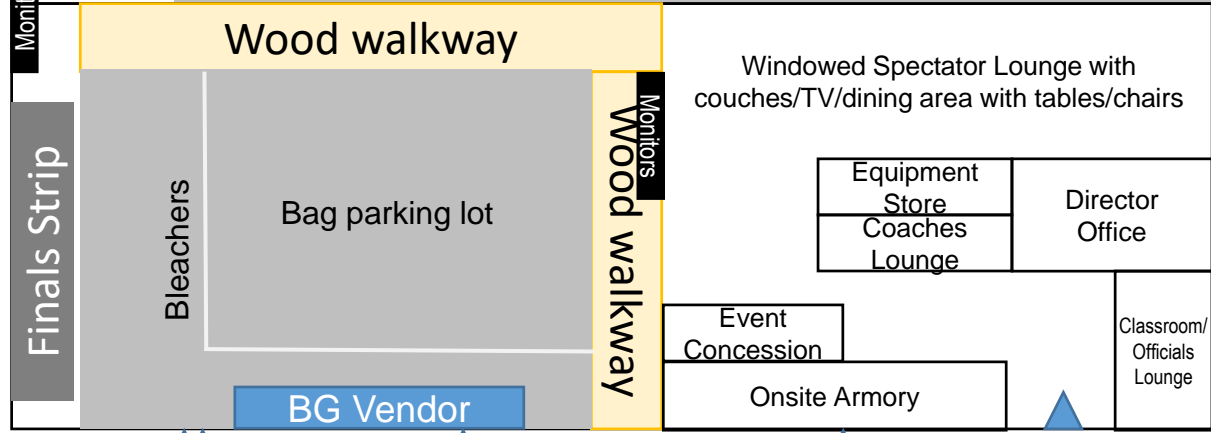 Wood walkway
Windowed Spectator Lounge with
couches/TV/dining area with tables/chairs
Monitors
Wood walkway
Finals Strip
Bleachers
Bag parking lot
Equipment
Store
Coaches
Lounge
Director
Office
Event
Concession
Classroom/
Officials
Lounge
Onsite Armory
BG Vendor